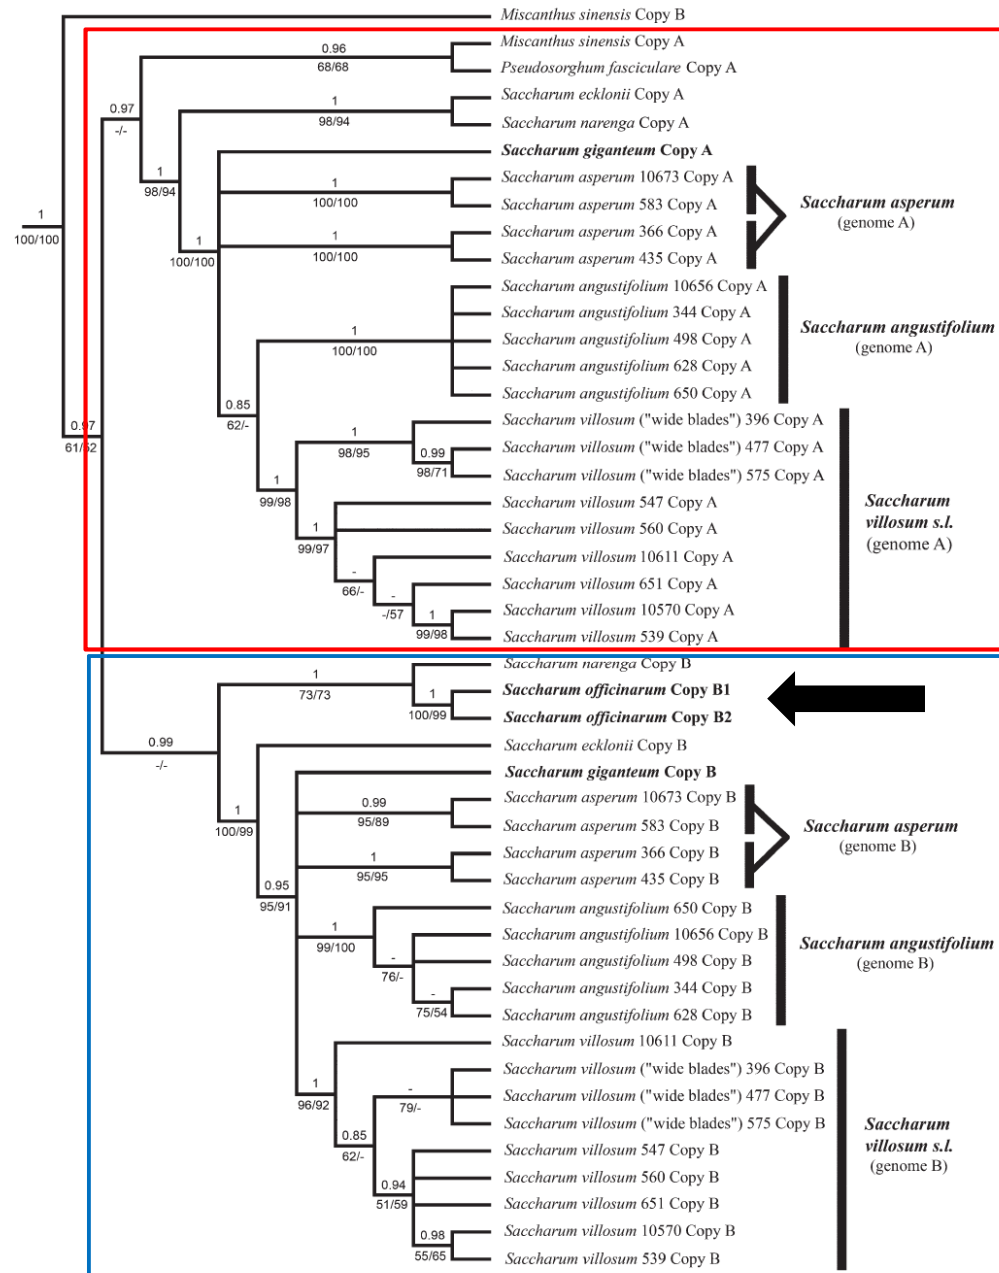 Miscanthus sinensis Copy B
Miscanthus sinensis Copy A
0.96
68/68
Pseudosorghum fasciculare Copy A
Saccharum ecklonii Copy A
1
98/94
Saccharum narenga Copy A
0.97
-/-
Saccharum giganteum Copy A
1
98/94
Saccharum asperum 10673 Copy A
1
100/100
Saccharum asperum 583 Copy A
Saccharum asperum
(genome A)
1
100/100
Saccharum asperum 366 Copy A
1
100/100
Saccharum asperum 435 Copy A
1
100/100
Saccharum angustifolium 10656 Copy A
Saccharum angustifolium 344 Copy A
1
100/100
Saccharum angustifolium 498 Copy A
Saccharum angustifolium
(genome A)
Saccharum angustifolium 628 Copy A
Saccharum angustifolium 650 Copy A
0.85
62/-
Saccharum villosum ("wide blades") 396 Copy A
1
98/95
0.97
61/62
Saccharum villosum ("wide blades") 477 Copy A
0.99
98/71
Saccharum villosum ("wide blades") 575 Copy A
1
99/98
Saccharum villosum 547 Copy A
Saccharum
villosum s.l.
(genome A)
Saccharum villosum 560 Copy A
1
99/97
Saccharum villosum 10611 Copy A
-
66/-
Saccharum villosum 651 Copy A
-
-/57
Saccharum villosum 10570 Copy A
1
99/98
Saccharum villosum 539 Copy A
Saccharum narenga Copy B
1
73/73
Saccharum officinarum Copy B1
1
100/99
Saccharum officinarum Copy B2
0.99
-/-
Saccharum ecklonii Copy B
Saccharum giganteum Copy B
Saccharum asperum 10673 Copy B
0.99
95/89
Saccharum asperum 583 Copy B
Saccharum asperum
(genome B)
1
100/99
Saccharum asperum 366 Copy B
1
95/95
Saccharum asperum 435 Copy B
0.95
95/91
Saccharum angustifolium 650 Copy B
1
99/100
Saccharum angustifolium 10656 Copy B
Saccharum angustifolium
(genome B)
-
76/-
Saccharum angustifolium 498 Copy B
Saccharum angustifolium 344 Copy B
-
75/54
Saccharum angustifolium 628 Copy B
Saccharum villosum 10611 Copy B
1
96/92
Saccharum villosum ("wide blades") 396 Copy B
-
79/-
Saccharum villosum ("wide blades") 477 Copy B
Saccharum villosum ("wide blades") 575 Copy B
0.85
62/-
Saccharum
villosum s.l.
(genome B)
Saccharum villosum 547 Copy B
Saccharum villosum 560 Copy B
0.94
51/59
Saccharum villosum 651 Copy B
Saccharum villosum 10570 Copy B
0.98
55/65
Saccharum villosum 539 Copy B